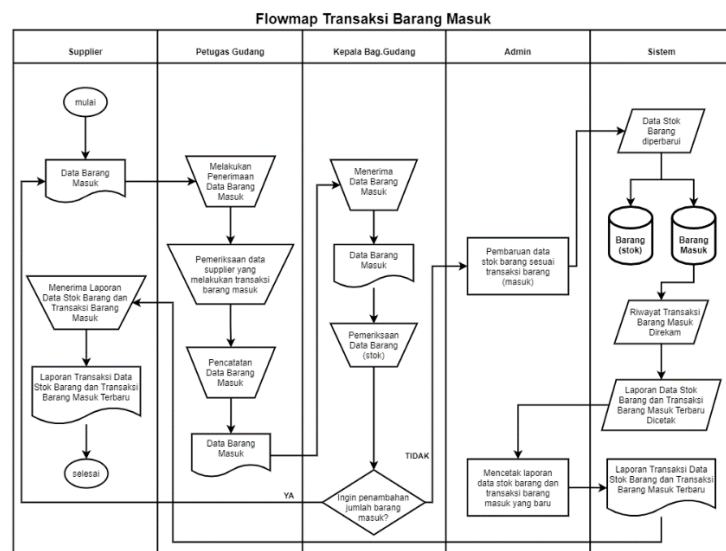 Flowmap Transaksi Barang Masuk
Supplier
Petugas Gudang
Kepala Bag.Gudang
Admin
Sistem
mulai
Data Barang
Masuk
Melakukan
Penerimaan
Data Barang
Masuk
Menerima
Data Barang
Masuk
Data Stok
Barang
diperbarui
Barang
(stok)
Barang
Masuk
Pemeriksaan data
supplier yang
melakukan transaksi
barang masuk
Data Barang
Masuk
Pembaruan data
stok barang sesuai
transaksi barang
(masuk)
Menerima Laporan
Data Stok Barang dan
Transaksi Barang
Masuk
Riwayat Transaksi
Barang Masuk
Direkam
Pemeriksaan
Data Barang
(stok)
Pencatatan
Data Barang
Masuk
Laporan Transaksi Data
Stok Barang dan Transaksi
Barang Masuk Terbaru
Laporan Data Stok
Barang dan Transaksi
Barang Masuk Terbaru
Dicetak
Data Barang
Masuk
TIDAK
selesai
YA
Ingin penambahan
jumlah barang
masuk?
Mencetak laporan
data stok barang dan
transaksi barang
masuk yang baru
Laporan Transaksi Data
Stok Barang dan Transaksi
Barang Masuk Terbaru